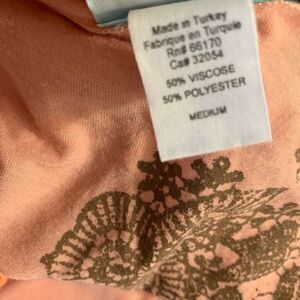 Made in Turkey
Fabriqué en Turquie
Rn# 66170
Ca# 32054
50% VISCOSE
50% POLYESTER
MEDIUM